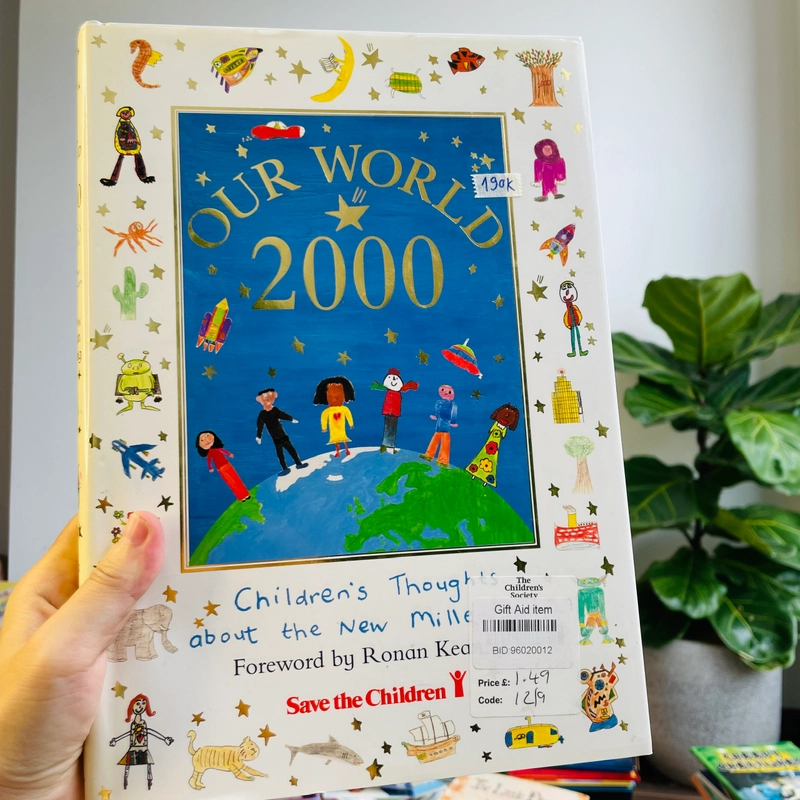 OUR WORLD
190K
2000
Children's Thoughts
about the New Mille
Foreword by Ronan Kea
Save the Children
The
Children's
Society
Gift Aid item
BID 96020012
Price £: 1.49
Code: 12/9